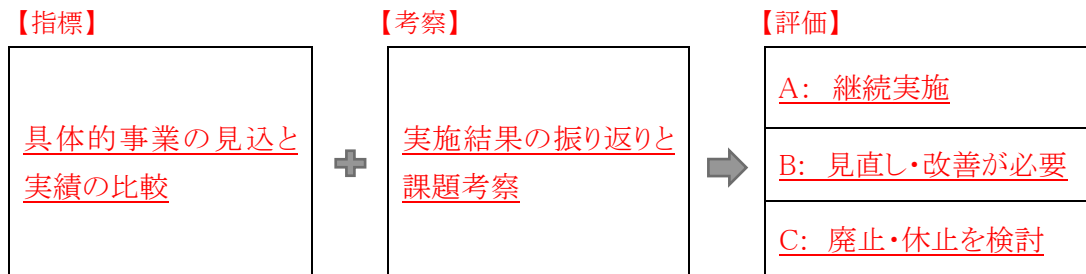 【指標】
【考察】
【評価】
具体的事業の見込と
実績の比較
実施結果の振り返りと
課題考察
A: 継続実施
B: 見直し・改善が必要
C: 廃止・休止を検討